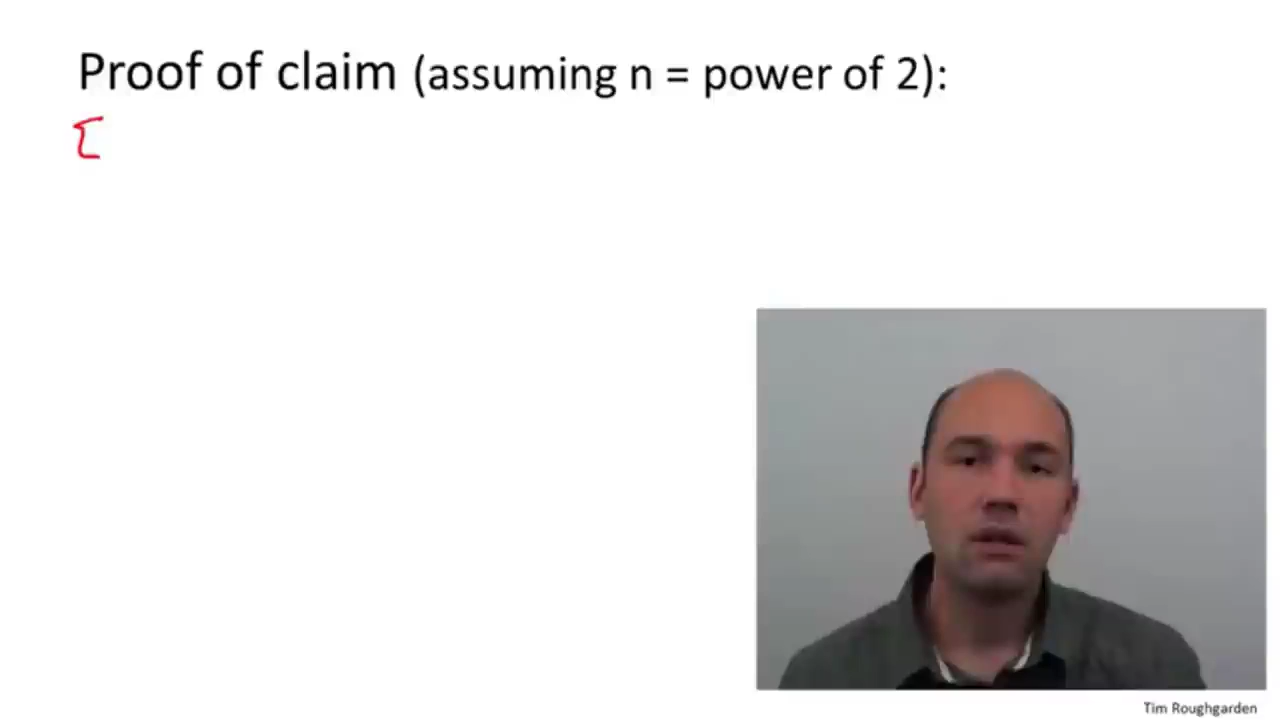 Proof of claim (assuming n = power of 2):
Tim Roughgarden